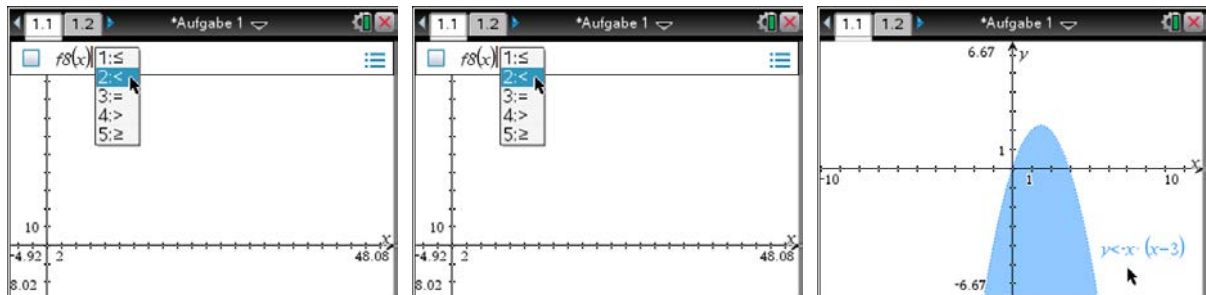 1.1 1.2 *Aufgabe 1
f8(x) 1:≤
2:<
3:=
4:>
5:≥
10
x
-4.92 2 48.08
8.02
1.1 1.2 *Aufgabe 1
f8(x) 1:≤
2:<
3:=
4:>
5:≥
10
x
-4.92 2 48.08
8.02
1.1 1.2 *Aufgabe 1
6.67 y
1
x
-10 1 10
y<-x·(x-3)
-6.67